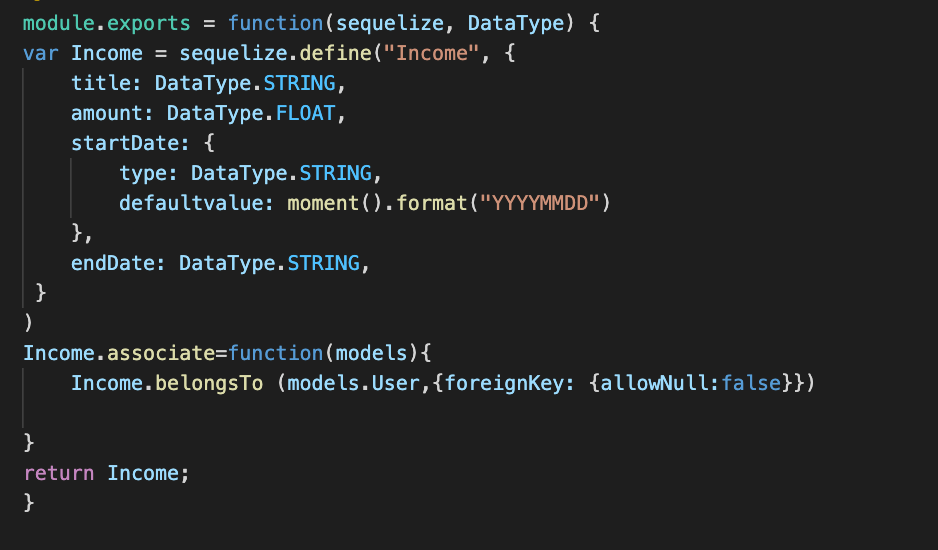 module.exports = function(sequelize, DataType) {
var Income = sequelize.define("Income", {
    title: DataType.STRING,
    amount: DataType.FLOAT,
    startDate: {
        type: DataType.STRING,
        defaultvalue: moment().format("YYYYMMDD")
    },
    endDate: DataType.STRING,
 }
)
Income.associate=function(models){
    Income.belongsTo (models.User,{foreignKey: {allowNull:false}})
}
return Income;
}